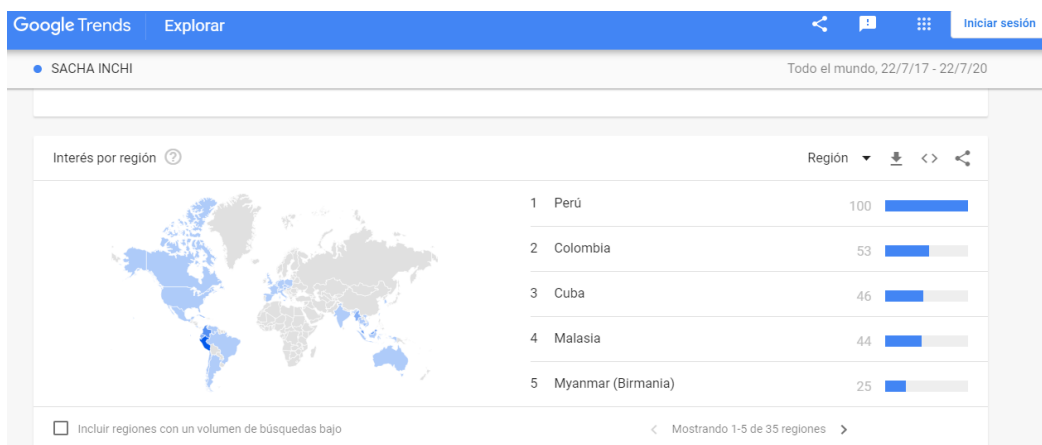 Google Trends Explorar Iniciar sesión
SACHA INCHI Todo el mundo, 22/7/17 - 22/7/20
Interés por región Región
1 Perú 100
2 Colombia 53
3 Cuba 46
4 Malasia 44
5 Myanmar (Birmania) 25
Incluir regiones con un volumen de búsquedas bajo Mostrando 1-5 de 35 regiones